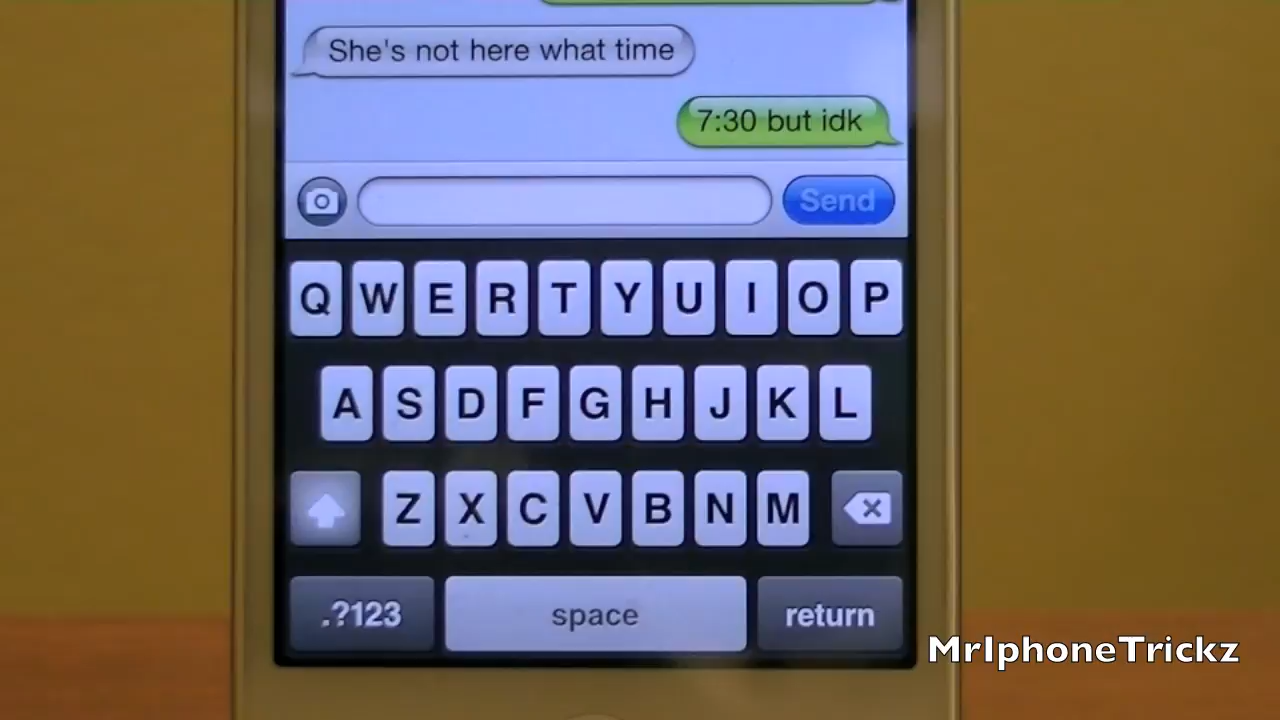 She's not here what time
7:30 but idk
Send
Q W E R T Y U I O P
A S D F G H J K L
Z X C V B N M
.?123 space return
MrIphoneTrickz